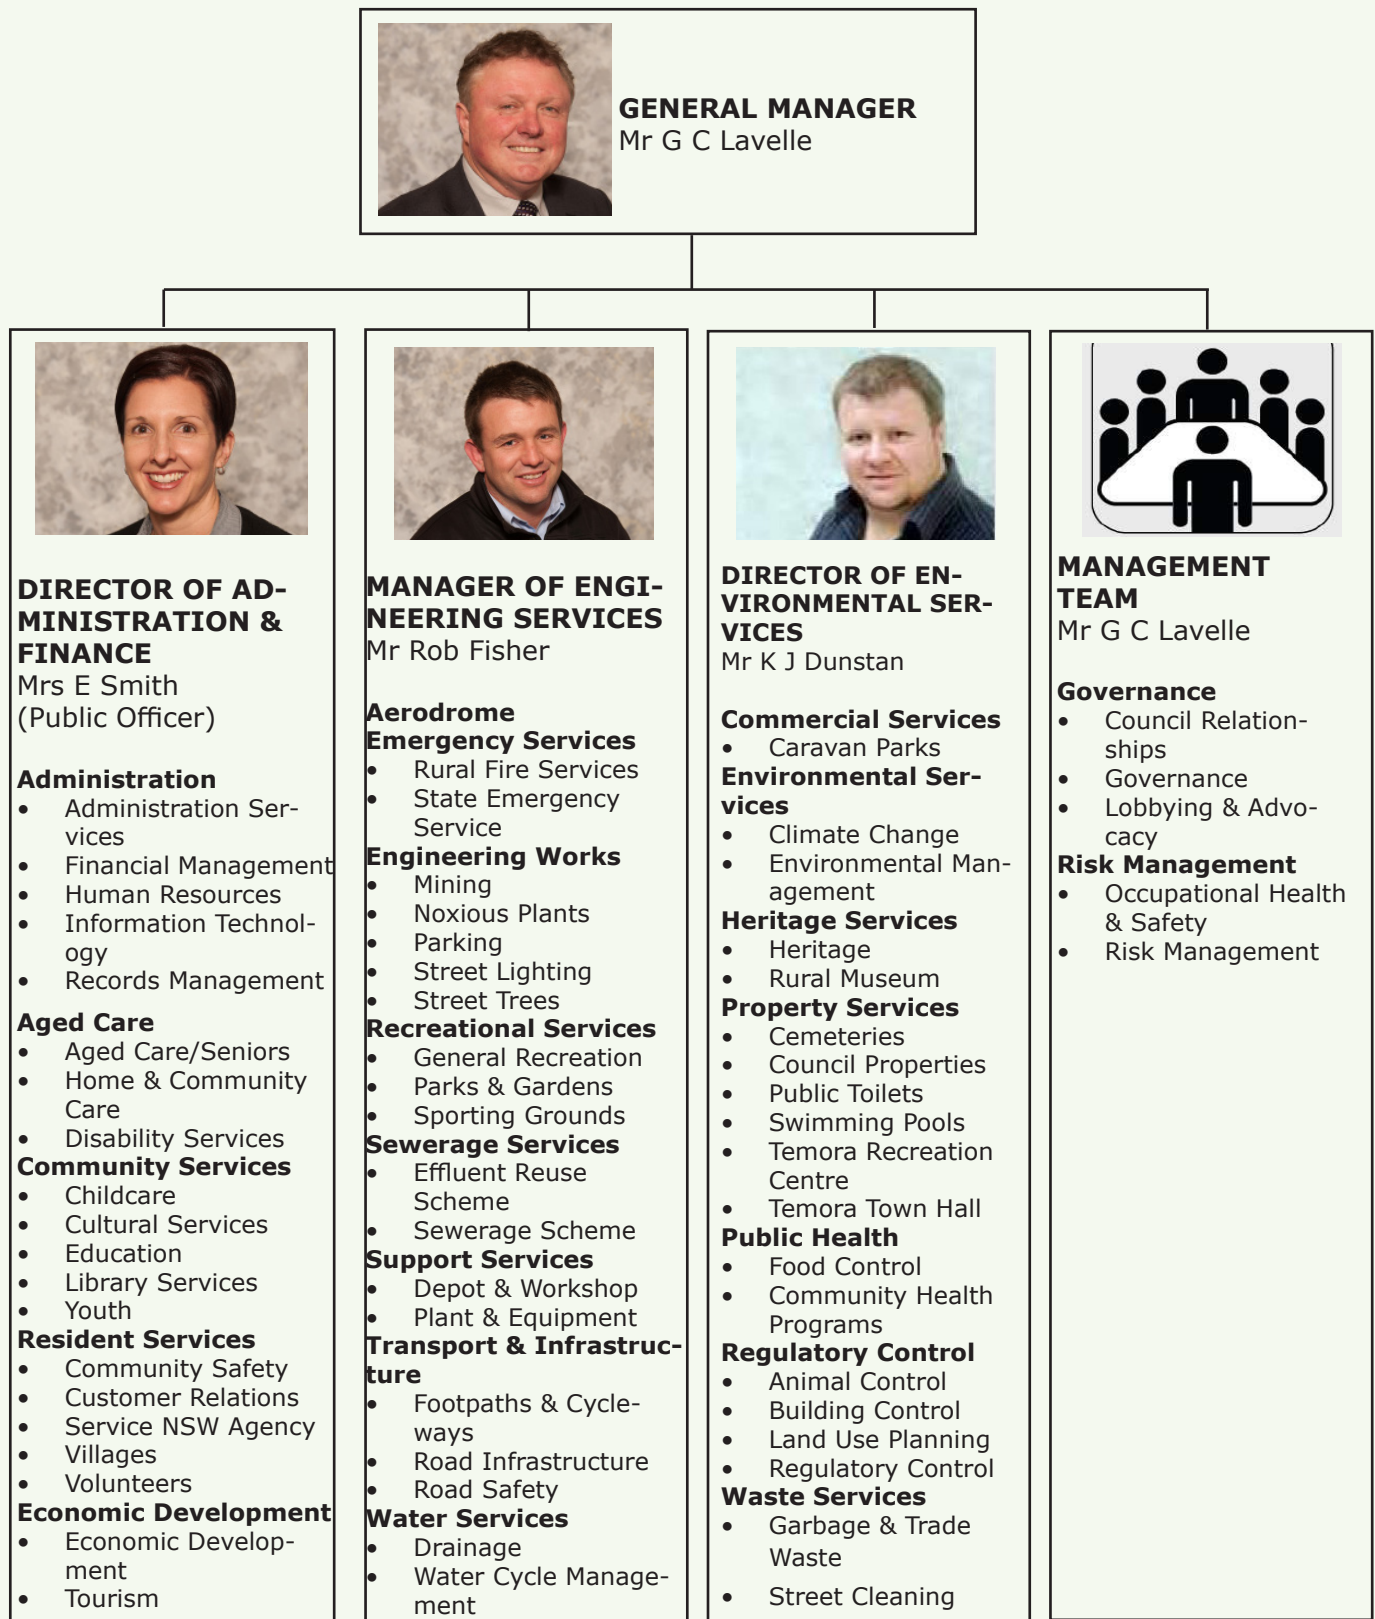 GENERAL MANAGER
Mr G C Lavelle
DIRECTOR OF AD-
MINISTRATION &
FINANCE
Mrs E Smith
(Public Officer)
Administration
• Administration Ser-
vices
• Financial Management
• Human Resources
• Information Technol-
ogy
• Records Management
Aged Care
• Aged Care/Seniors
• Home & Community
Care
• Disability Services
Community Services
• Childcare
• Cultural Services
• Education
• Library Services
• Youth
Resident Services
• Community Safety
• Customer Relations
• Service NSW Agency
• Villages
• Volunteers
Economic Development
• Economic Develop-
ment
• Tourism
MANAGER OF ENGI-
NEERING SERVICES
Mr Rob Fisher
Aerodrome
Emergency Services
• Rural Fire Services
• State Emergency
Service
Engineering Works
• Mining
• Noxious Plants
• Parking
• Street Lighting
• Street Trees
Recreational Services
• General Recreation
• Parks & Gardens
• Sporting Grounds
Sewerage Services
• Effluent Reuse
Scheme
• Sewerage Scheme
Support Services
• Depot & Workshop
• Plant & Equipment
Transport & Infrastruc-
ture
• Footpaths & Cycle-
ways
• Road Infrastructure
• Road Safety
Water Services
• Drainage
• Water Cycle Manage-
ment
DIRECTOR OF EN-
VIRONMENTAL SER-
VICES
Mr K J Dunstan
Commercial Services
• Caravan Parks
Environmental Ser-
vices
• Climate Change
• Environmental Man-
agement
Heritage Services
• Heritage
• Rural Museum
Property Services
• Cemeteries
• Council Properties
• Public Toilets
• Swimming Pools
• Temora Recreation
Centre
• Temora Town Hall
Public Health
• Food Control
• Community Health
Programs
Regulatory Control
• Animal Control
• Building Control
• Land Use Planning
• Regulatory Control
Waste Services
• Garbage & Trade
Waste
• Street Cleaning
MANAGEMENT
TEAM
Mr G C Lavelle
Governance
• Council Relation-
ships
• Governance
• Lobbying & Advo-
cacy
Risk Management
• Occupational Health
& Safety
• Risk Management